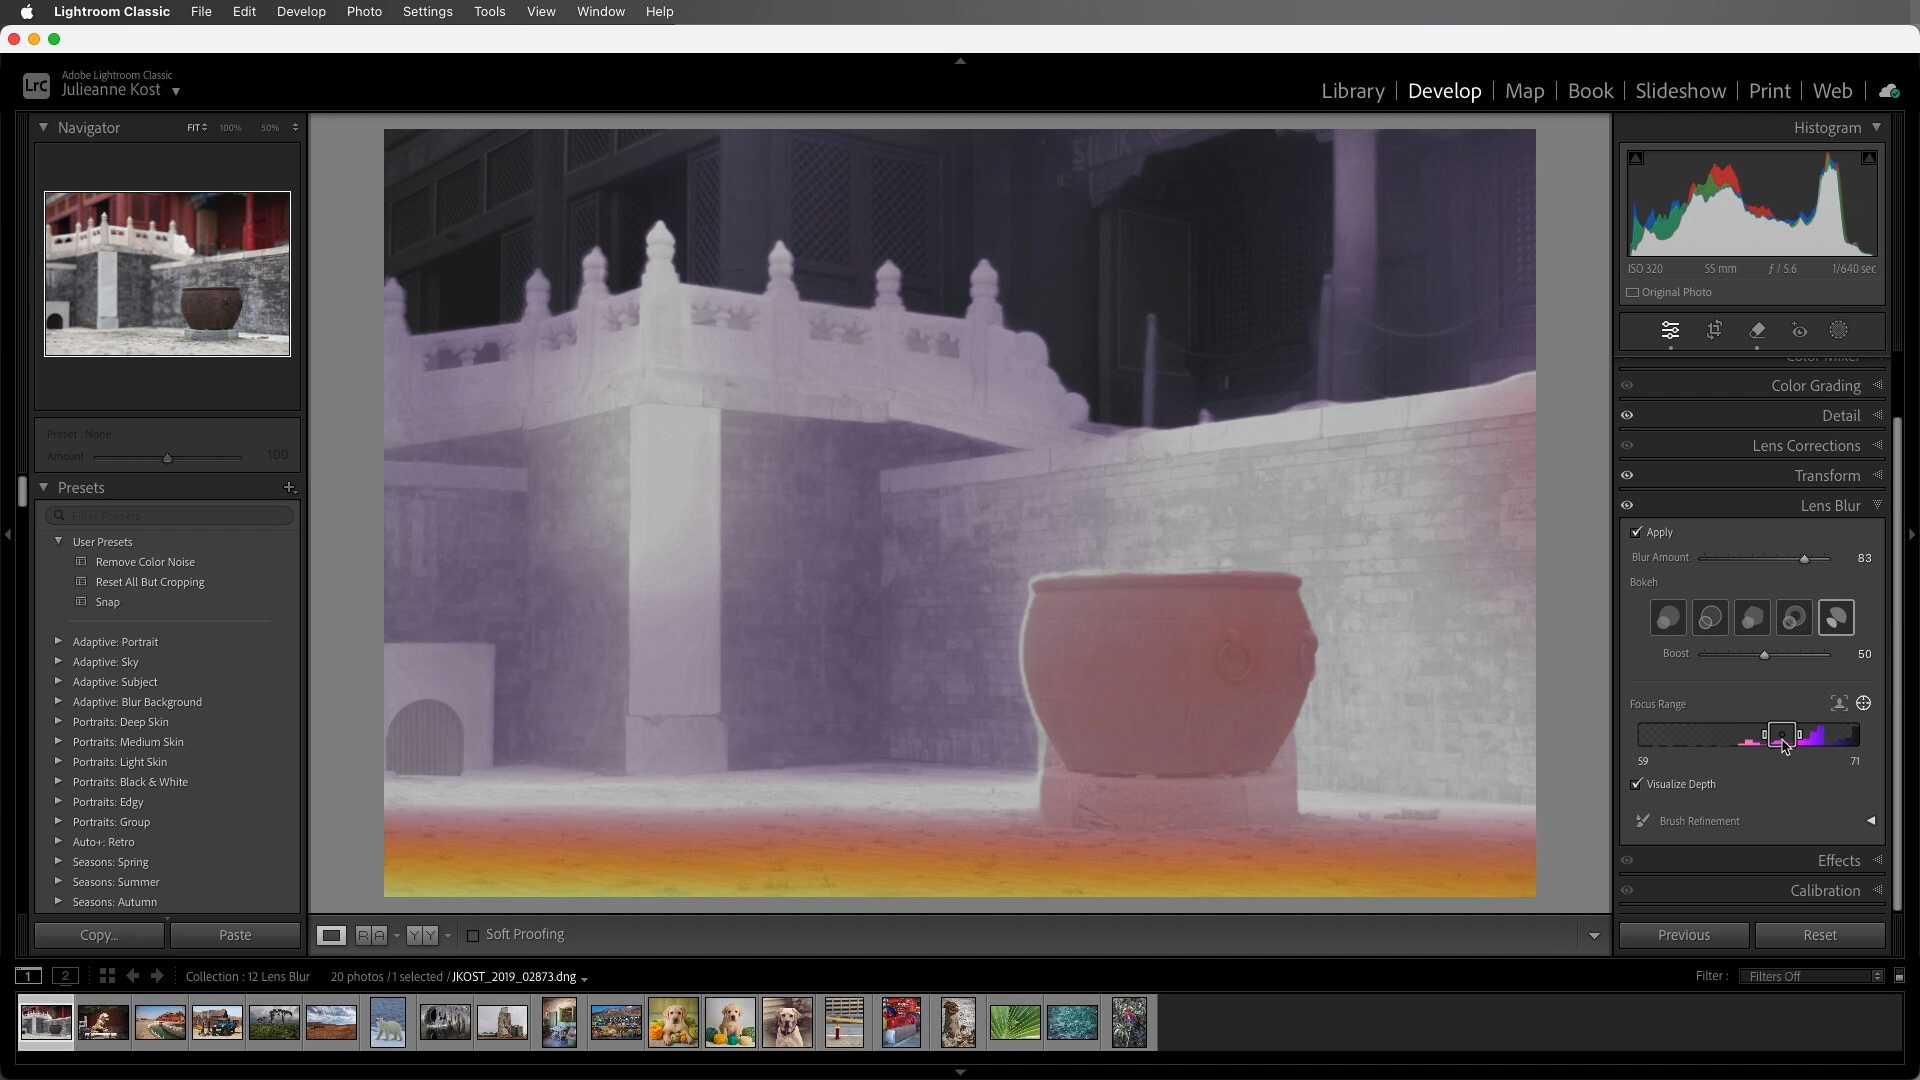 Lightroom Classic File Edit Develop Photo Settings Tools View Window Help
Adobe Lightroom Classic
LrC Julieanne Kost
Library Develop Map Book Slideshow Print Web
Navigator FIT 100% 50%
Preset : None
Amount 100
Presets
Filter Presets
User Presets
Remove Color Noise
Reset All But Cropping
Snap
Adaptive: Portrait
Adaptive: Sky
Adaptive: Subject
Adaptive: Blur Background
Portraits: Deep Skin
Portraits: Medium Skin
Portraits: Light Skin
Portraits: Black & White
Portraits: Edgy
Portraits: Group
Auto+: Retro
Seasons: Spring
Seasons: Summer
Seasons: Autumn
Copy... Paste
R A Y Y Soft Proofing
Histogram
ISO 320 55 mm ƒ / 5.6 1/640 sec
Original Photo
Color Mixer
Color Grading
Detail
Lens Corrections
Transform
Lens Blur
Apply
Blur Amount 83
Bokeh
Boost 50
Focus Range
59 71
Visualize Depth
Brush Refinement
Effects
Calibration
Previous Reset
1 2 Collection : 12 Lens Blur 20 photos / 1 selected / JKOST_2019_02873.dng Filter : Filters Off